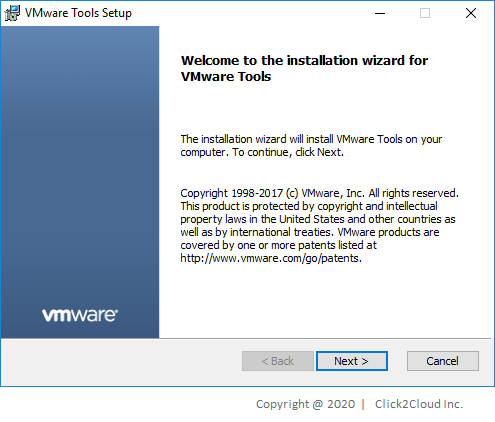 VMware Tools Setup
Welcome to the installation wizard for
VMware Tools
The installation wizard will install VMware Tools on your
computer. To continue, click Next.
Copyright 1998-2017 (c) VMware, Inc. All rights reserved.
This product is protected by copyright and intellectual
property laws in the United States and other countries as
well as by international treaties. VMware products are
covered by one or more patents listed at
http://www.vmware.com/go/patents.
vmware®
< Back Next > Cancel
Copyright @ 2020 | Click2Cloud Inc.